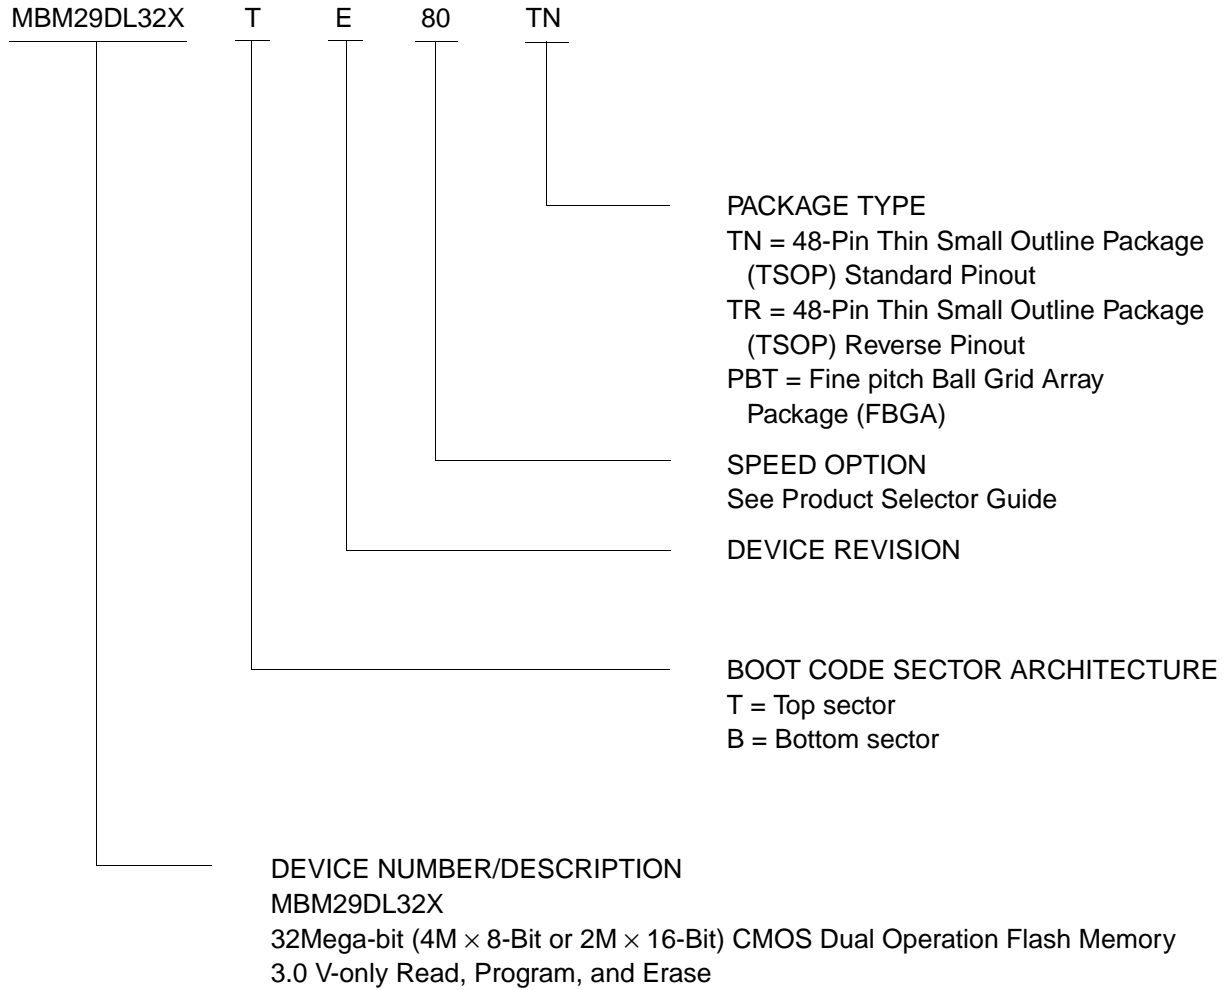 MBM29DL32X T E 80 TN
PACKAGE TYPE
TN = 48-Pin Thin Small Outline Package
(TSOP) Standard Pinout
TR = 48-Pin Thin Small Outline Package
(TSOP) Reverse Pinout
PBT = Fine pitch Ball Grid Array
Package (FBGA)
SPEED OPTION
See Product Selector Guide
DEVICE REVISION
BOOT CODE SECTOR ARCHITECTURE
T = Top sector
B = Bottom sector
DEVICE NUMBER/DESCRIPTION
MBM29DL32X
32Mega-bit (4M × 8-Bit or 2M × 16-Bit) CMOS Dual Operation Flash Memory
3.0 V-only Read, Program, and Erase